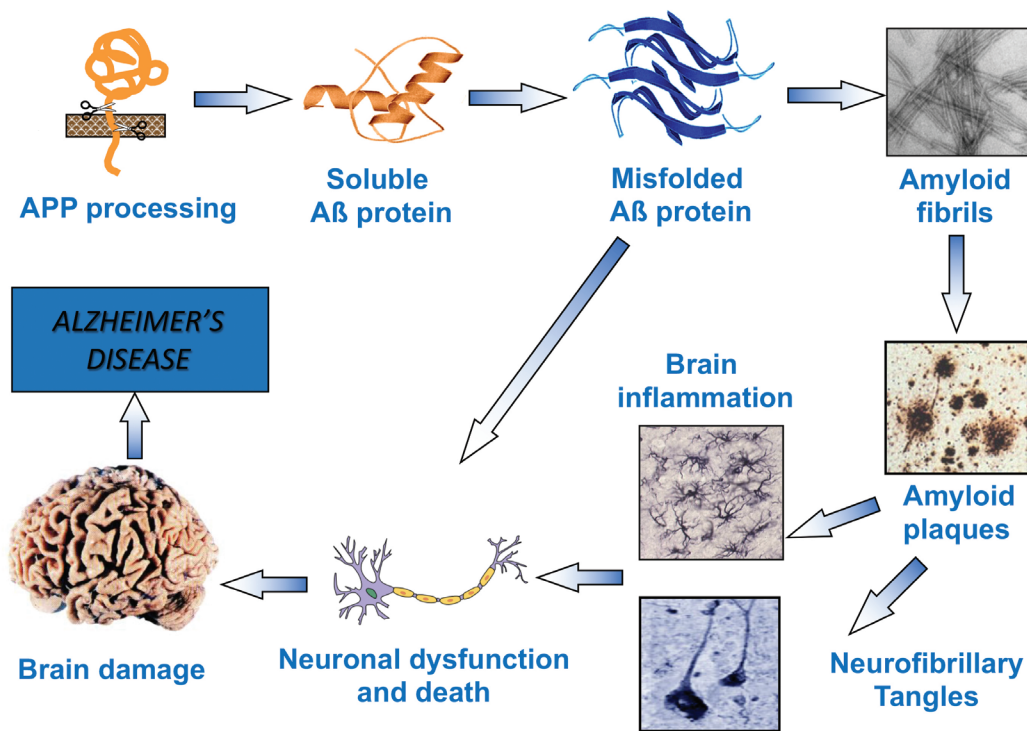 APP processing
Soluble
Aß protein
Misfolded
Aß protein
Amyloid
fibrils
ALZHEIMER'S
DISEASE
Brain
inflammation
Amyloid
plaques
Neurofibrillary
Tangles
Neuronal dysfunction
and death
Brain damage